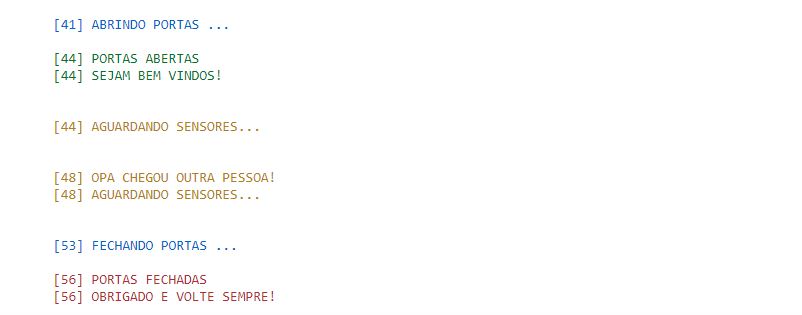 [41] ABRINDO PORTAS ...
[44] PORTAS ABERTAS
[44] SEJAM BEM VINDOS!
[44] AGUARDANDO SENSORES...
[48] OPA CHEGOU OUTRA PESSOA!
[48] AGUARDANDO SENSORES...
[53] FECHANDO PORTAS ...
[56] PORTAS FECHADAS
[56] OBRIGADO E VOLTE SEMPRE!